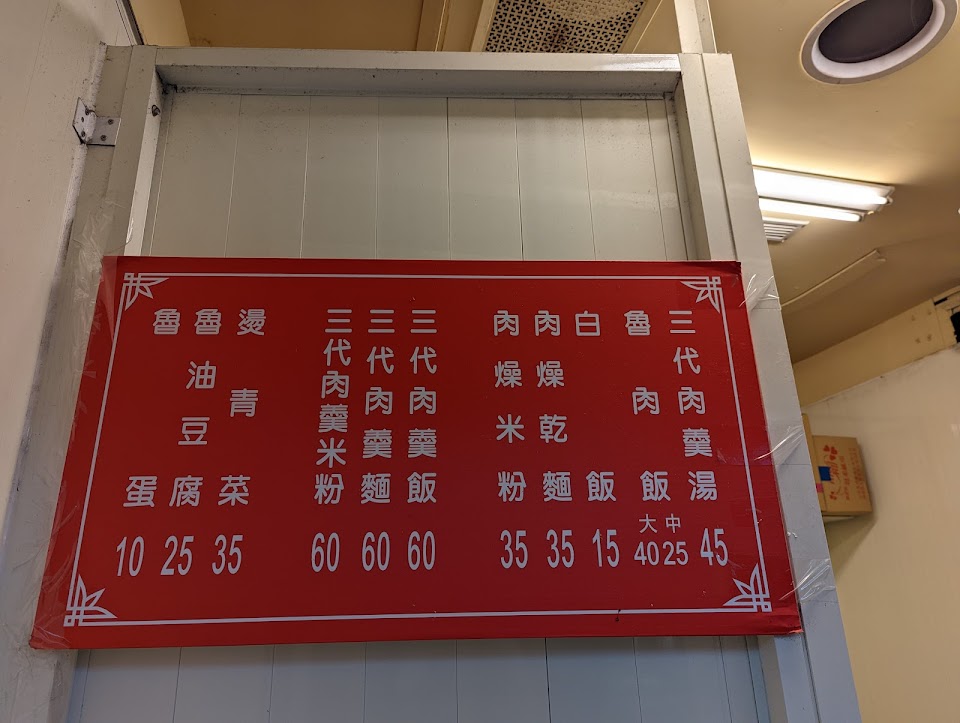 三代肉羹湯 45
魯肉飯 大40 中25
白飯 15
肉燥乾麵 35
肉燥米粉 35
三代肉羹飯 60
三代肉羹麵 60
三代肉羹米粉 60
燙青菜 35
魯油豆腐 25
魯蛋 10